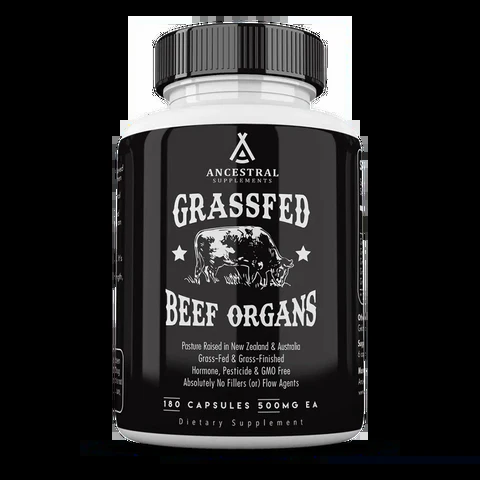 ANCESTRAL
SUPPLEMENTS
GRASSFED
BEEF ORGANS
Pasture Raised in New Zealand & Australia
Grass-Fed & Grass-Finished
Hormone, Pesticide & GMO Free
Absolutely No Fillers (or) Flow Agents
180 CAPSULES 500MG EA
Dietary Supplement